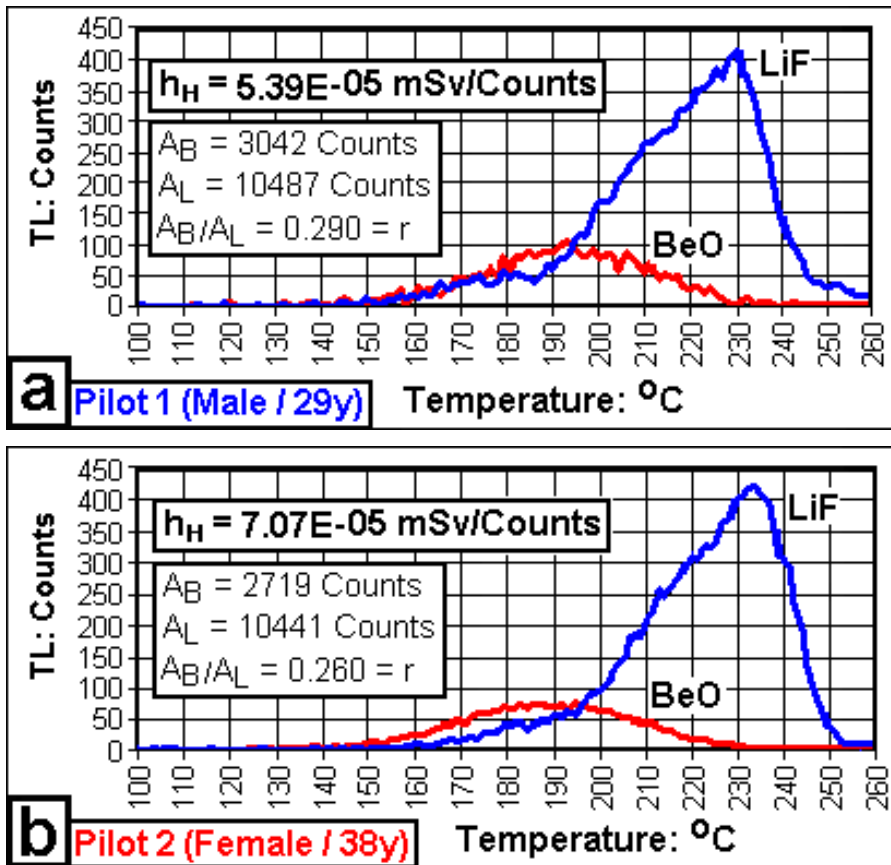 450
400
350
300
250
200
150
100
50
0
TL: Counts
hH = 5.39E-05 mSv/Counts
AB = 3042 Counts
AL = 10487 Counts
AB/AL = 0.290 = r
LiF
BeO
100 110 120 130 140 150 160 170 180 190 200 210 220 230 240 250 260
a Pilot 1 (Male / 29y) Temperature: ºC
450
400
350
300
250
200
150
100
50
0
TL: Counts
hH = 7.07E-05 mSv/Counts
AB = 2719 Counts
AL = 10441 Counts
AB/AL = 0.260 = r
LiF
BeO
100 110 120 130 140 150 160 170 180 190 200 210 220 230 240 250 260
b Pilot 2 (Female / 38y) Temperature: ºC